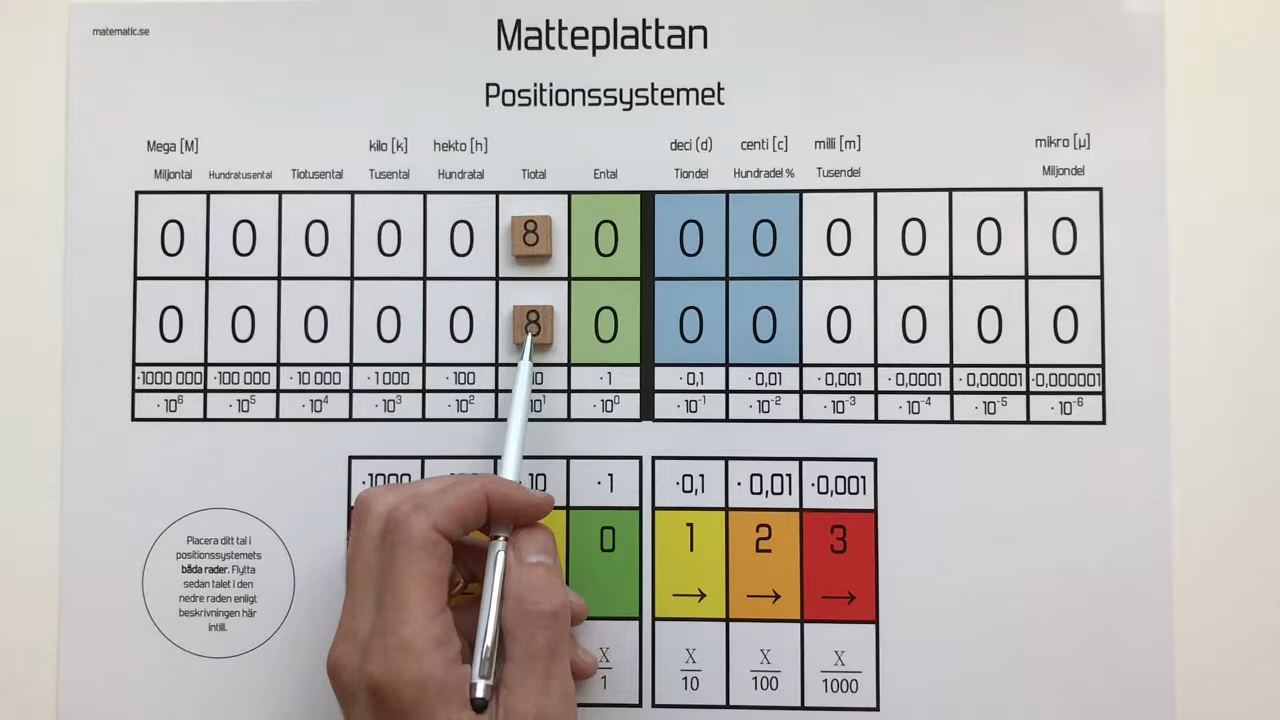 matematic.se
Matteplattan
Positionssystemet
Mega [M] kilo [k] hekto [h] deci (d) centi [c] milli [m] mikro [µ]
Miljontal Hundratusental Tiotusental Tusental Hundratal Tiotal Ental Tiondel Hundradel % Tusendel Miljondel
0 0 0 0 0 8 0 0 0 0 0 0 0
0 0 0 0 0 8 0 0 0 0 0 0 0
·1000 000 ·100 000 ·10 000 ·1 000 ·100 10 ·1 ·0,1 ·0,01 ·0,001 ·0,0001 ·0,00001 ·0,000001
·10⁶ ·10⁵ ·10⁴ ·10³ ·10² 10¹ ·10⁰ ·10⁻¹ ·10⁻² ·10⁻³ ·10⁻⁴ ·10⁻⁵ ·10⁻⁶
·1000 ·10 ·1 ·0,1 ·0,01 ·0,001
0 1 2 3
→ → →
X/1 X/10 X/100 X/1000
Placera ditt tal i
positionssystemets
båda rader. Flytta
sedan talet i den
nedre raden enligt
beskrivningen här
intill.